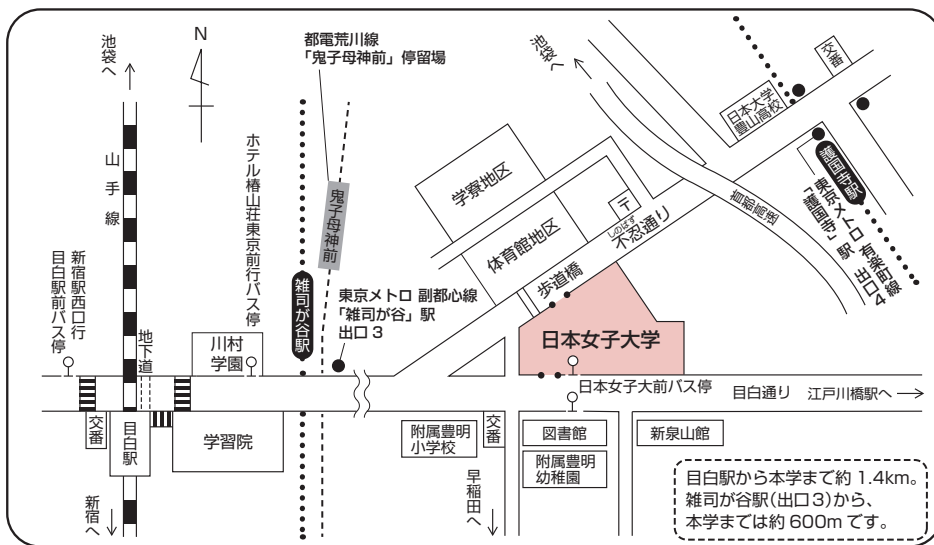 池袋へ
N
都電荒川線
「鬼子母神前」停留場
池袋へ
交番
日本大学
豊山高校
山手線
ホテル椿山荘東京前行バス停
鬼子母神前
学寮地区
体育館地区
〒
しのばず
不忍通り
首都高速
護国寺駅
東京メトロ 有楽町線
「護国寺」駅 出口4
新宿駅西口行
目白駅前バス停
雑司が谷駅
東京メトロ 副都心線
「雑司が谷」駅
出口3
歩道橋
日本女子大学
地下道
川村
学園
日本女子大前バス停
目白通り
江戸川橋駅へ
交番
目白駅
学習院
附属豊明
小学校
交番
図書館
附属豊明
幼稚園
新泉山館
新宿へ
早稲田へ
目白駅から本学まで約1.4km。
雑司が谷駅(出口3)から、
本学までは約600mです。